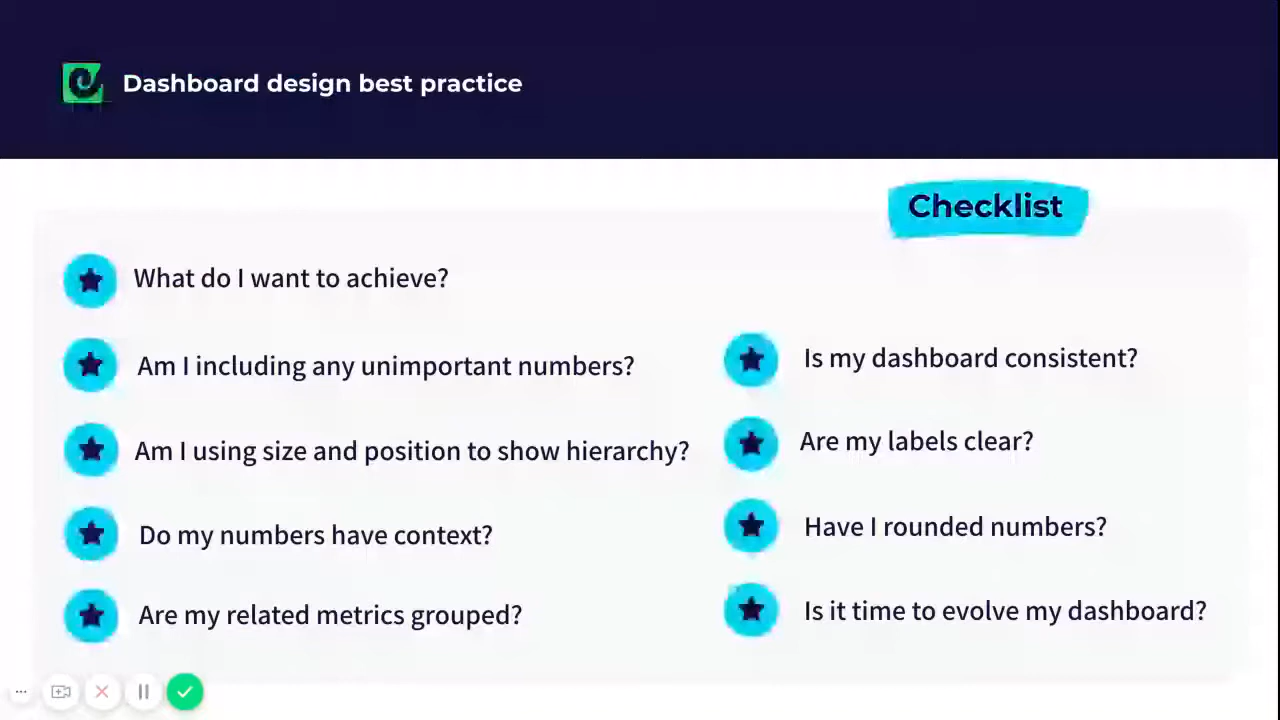 Dashboard design best practice
Checklist
What do I want to achieve?
Am I including any unimportant numbers?
Am I using size and position to show hierarchy?
Do my numbers have context?
Are my related metrics grouped?
Is my dashboard consistent?
Are my labels clear?
Have I rounded numbers?
Is it time to evolve my dashboard?